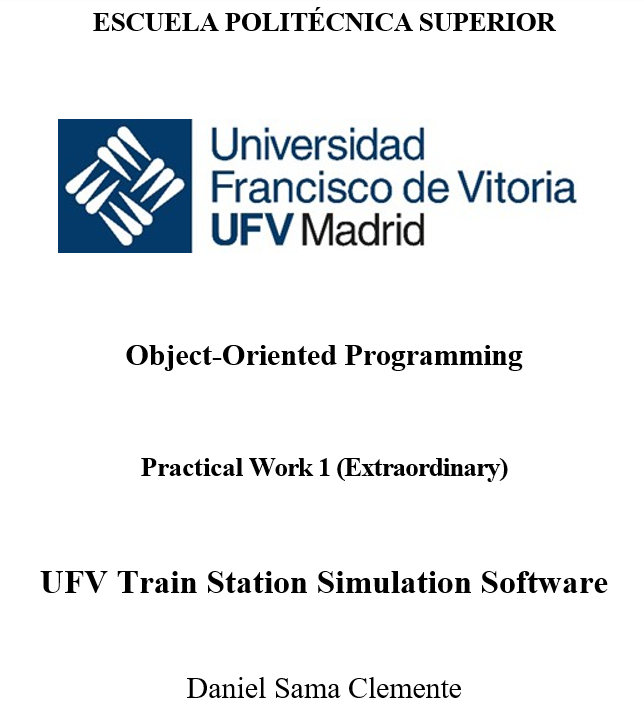 ESCUELA POLITÉCNICA SUPERIOR
Universidad
Francisco de Vitoria
UFV Madrid
Object-Oriented Programming
Practical Work 1 (Extraordinary)
UFV Train Station Simulation Software
Daniel Sama Clemente